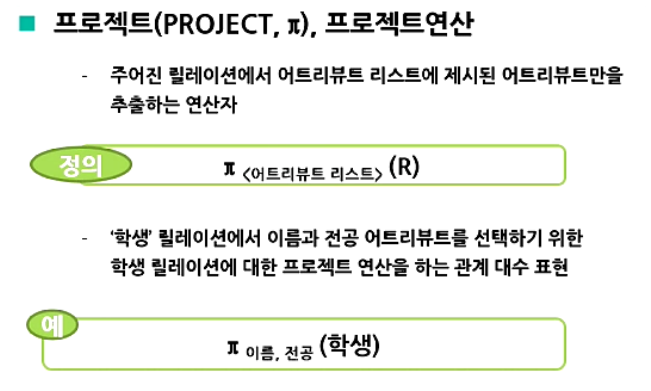 ■ 프로젝트(PROJECT, π), 프로젝트연산
- 주어진 릴레이션에서 어트리뷰트 리스트에 제시된 어트리뷰트만을
추출하는 연산자
정의
π <어트리뷰트 리스트> (R)
- ‘학생’ 릴레이션에서 이름과 전공 어트리뷰트를 선택하기 위한
학생 릴레이션에 대한 프로젝트 연산을 하는 관계 대수 표현
예
π 이름, 전공 (학생)